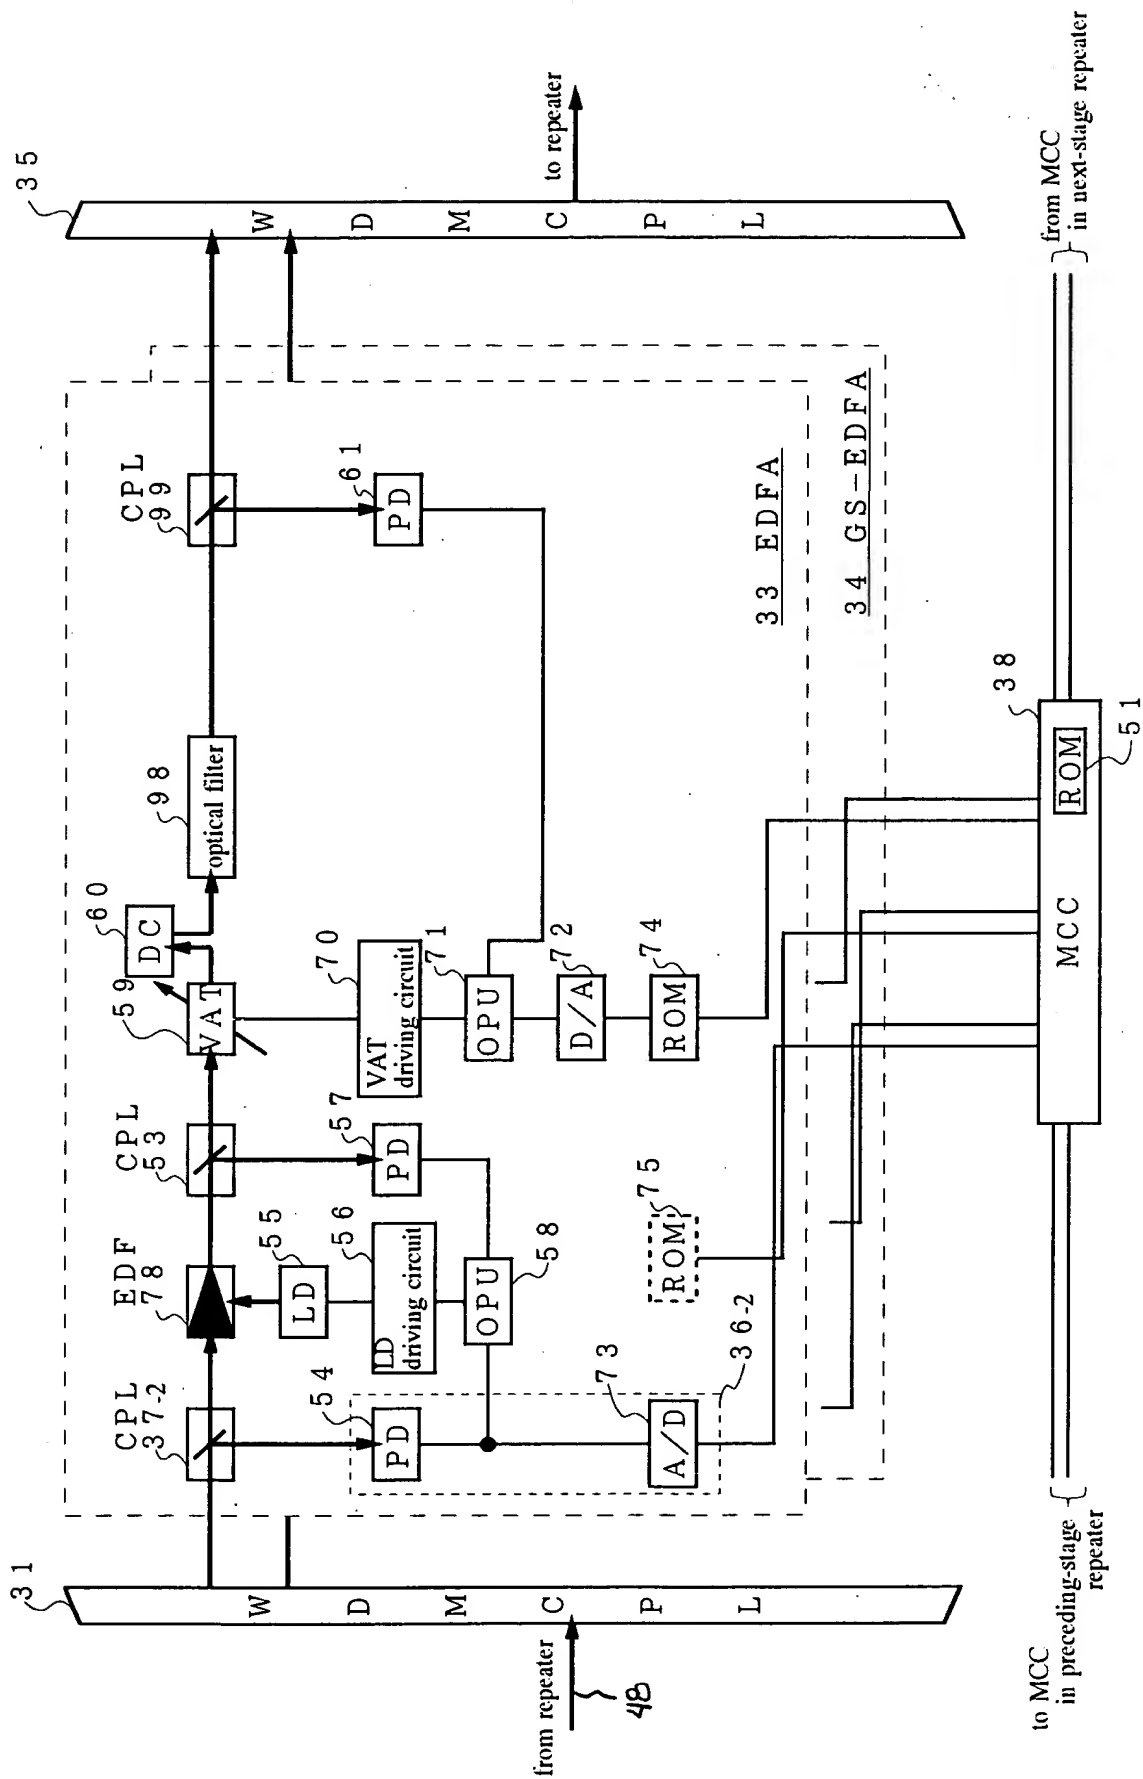 31
W D M C P L
from repeater
48
CPL
37-2
EDF
78
CPL
53
59
VAT
60
DC
98
optical filter
CPL
99
35
W D M C P L
to repeater
54
PD
55
LD
56
LD
driving circuit
57
PD
OPU
58
70
VAT
driving circuit
71
OPU
72
D/A
74
ROM
61
PD
73
A/D
36-2
75
ROM
33 EDFA
34 GS-EDFA
38
MCC
ROM
51
to MCC
in preceding-stage
repeater
from MCC
in next-stage repeater